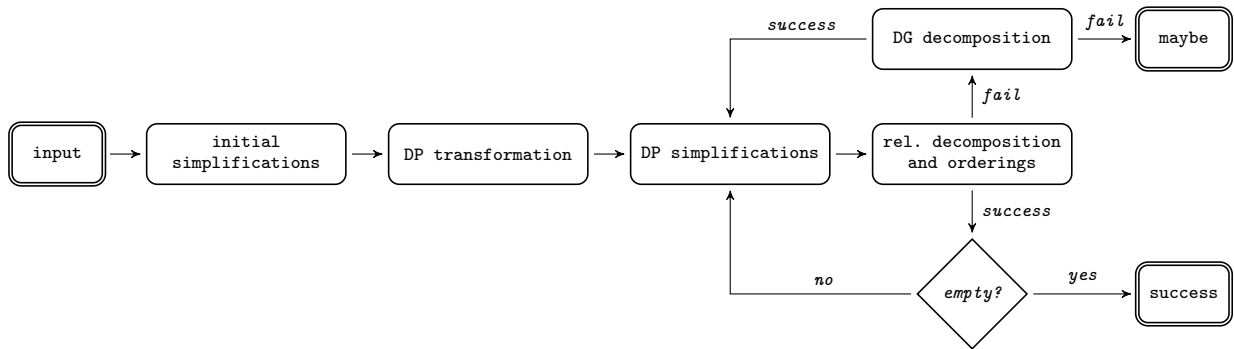 success
DG decomposition
fail
maybe
fail
input
initial
simplifications
DP transformation
DP simplifications
rel. decomposition
and orderings
success
no
empty?
yes
success